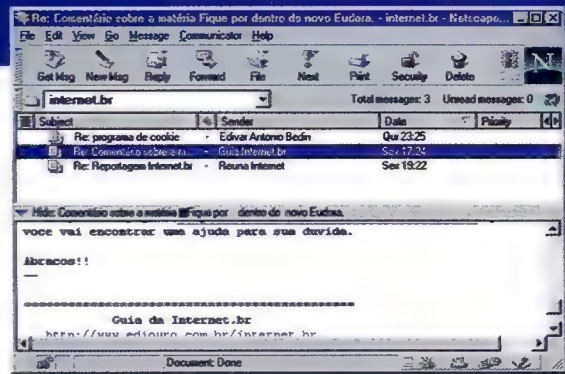 Re: Comentário sobre a matéria Fique por dentro do novo Eudora. - internet.br - Netscape...
File Edit View Go Message Communicator Help
Get Msg New Msg Reply Forward File Next Print Security Delete
internet.br Total messages: 3 Unread messages: 0
Subject Sender Date Priority
Re: programa de cookie Edivar Antonio Bedin Qui 23:25
Re: Comentário sobre a m... Guia Internet.br Sex 17:24
Re: Reportagem Internet.br Reuna Internet Sex 19:22
Hide: Comentário sobre a matéria Fique por dentro do novo Eudora.
voce vai encontrar uma ajuda para sua duvida.
Abracos!!
--
Guia da Internet.br
http://www.ediouro.com.br/internet.br
Document: Done